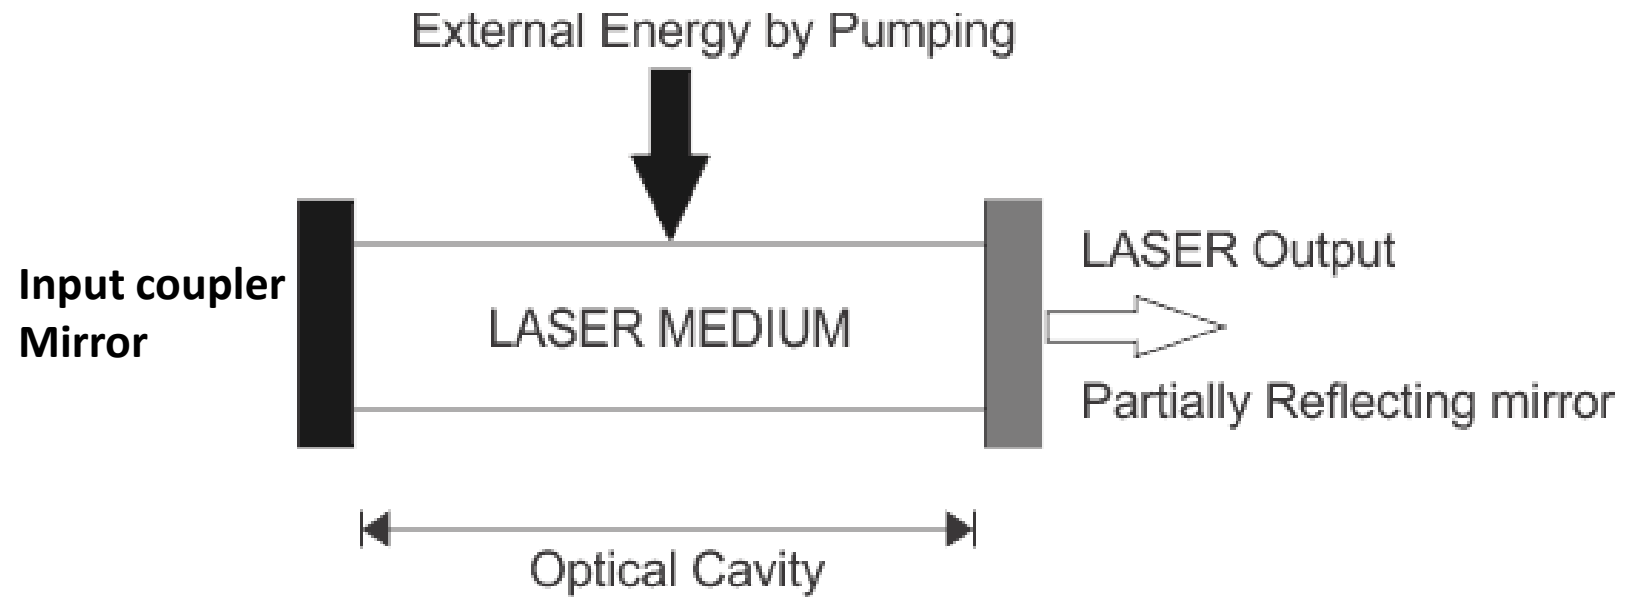 External Energy by Pumping
Input coupler
Mirror
LASER MEDIUM
LASER Output
Partially Reflecting mirror
Optical Cavity